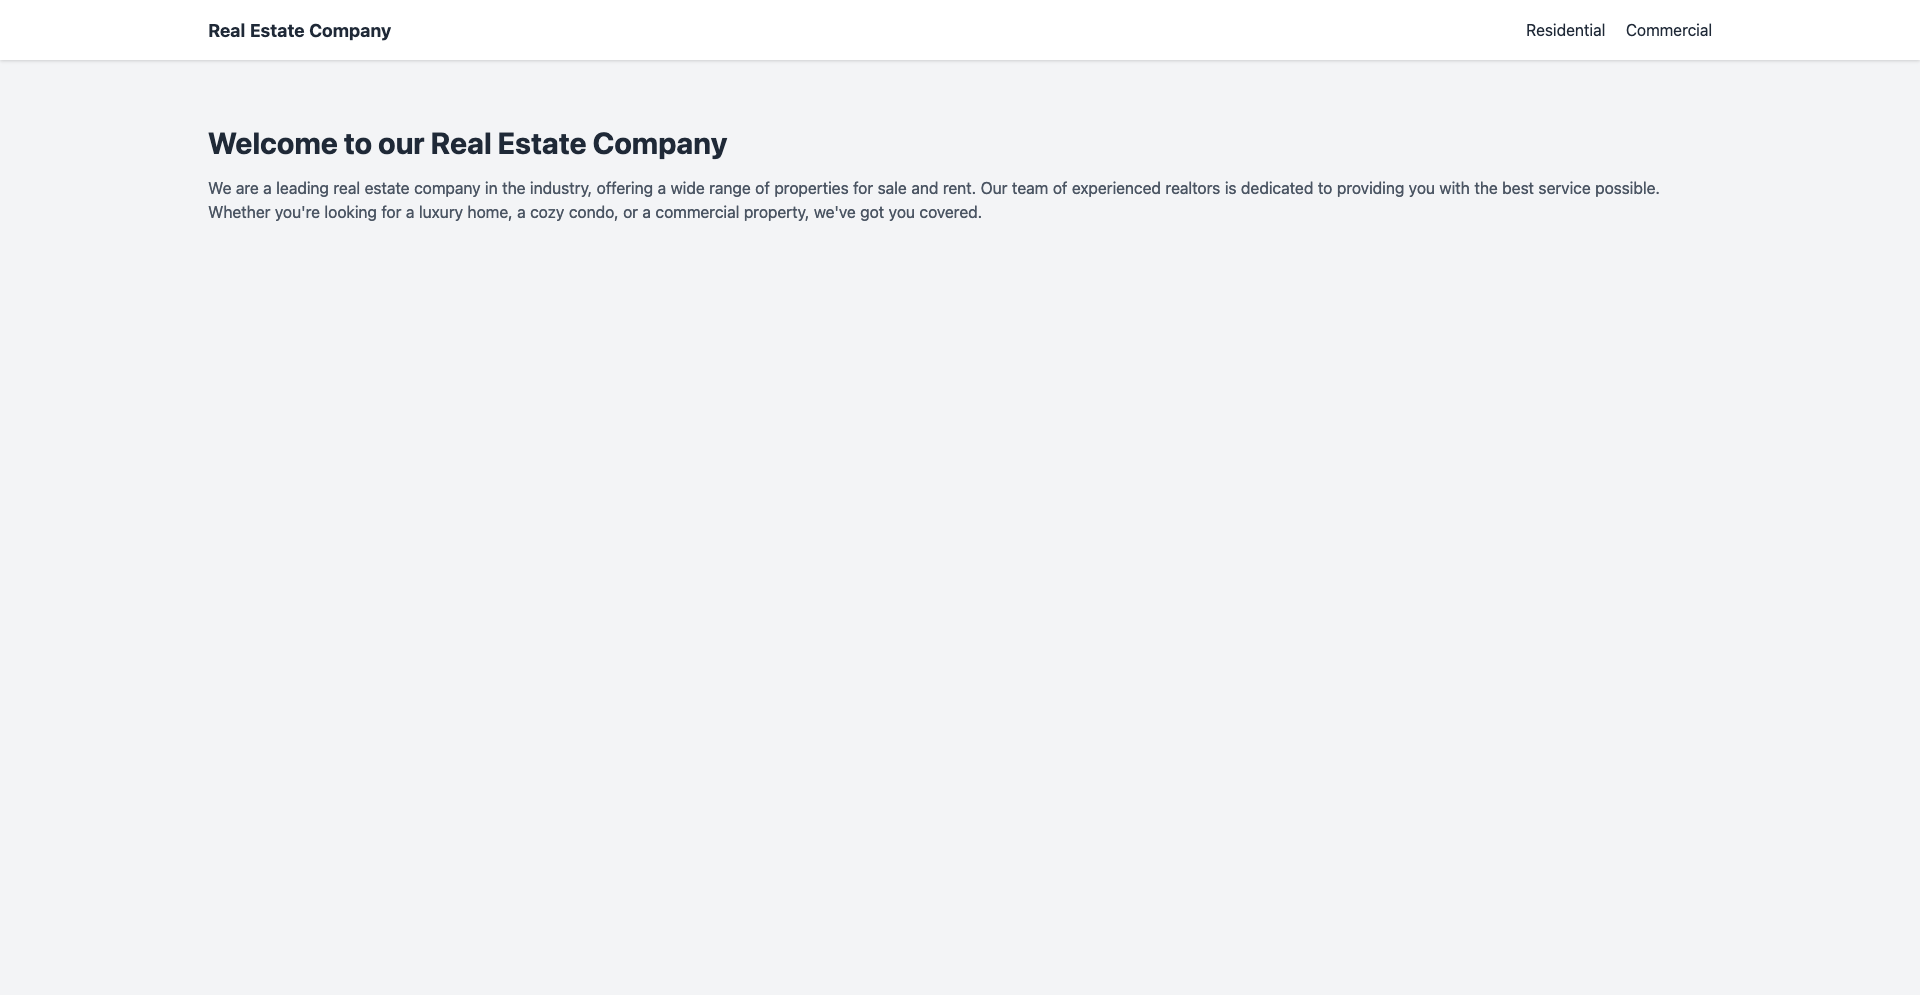 Real Estate Company
Residential
Commercial
Welcome to our Real Estate Company
We are a leading real estate company in the industry, offering a wide range of properties for sale and rent. Our team of experienced realtors is dedicated to providing you with the best service possible.
Whether you're looking for a luxury home, a cozy condo, or a commercial property, we've got you covered.